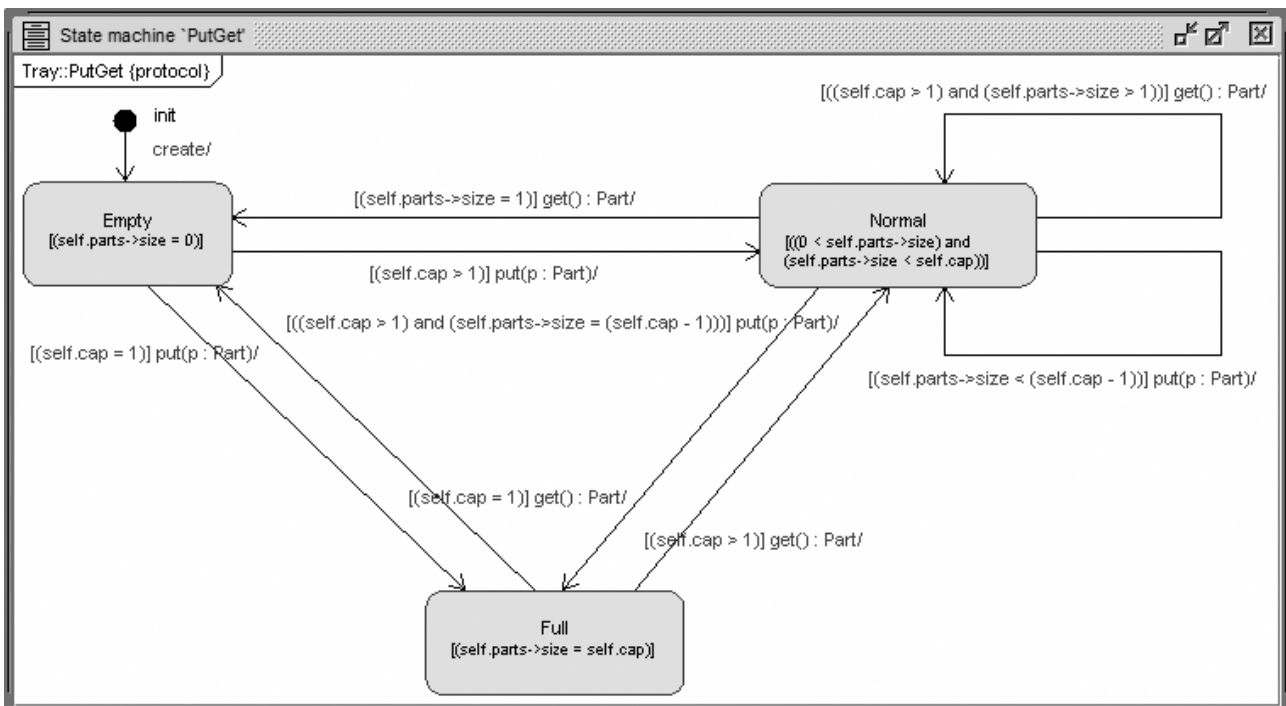 State machine `PutGet'
Tray::PutGet {protocol}
[((self.cap > 1) and (self.parts->size > 1))] get() : Part/
init
create/
[(self.parts->size = 1)] get() : Part/
Empty
[(self.parts->size = 0)]
Normal
[((0 < self.parts->size) and
(self.parts->size < self.cap))]
[(self.cap > 1)] put(p : Part)/
[((self.cap > 1) and (self.parts->size = (self.cap - 1)))] put(p : Part)/
[(self.cap = 1)] put(p : Part)/
[(self.parts->size < (self.cap - 1))] put(p : Part)/
[(self.cap = 1)] get() : Part/
[(self.cap > 1)] get() : Part/
Full
[(self.parts->size = self.cap)]